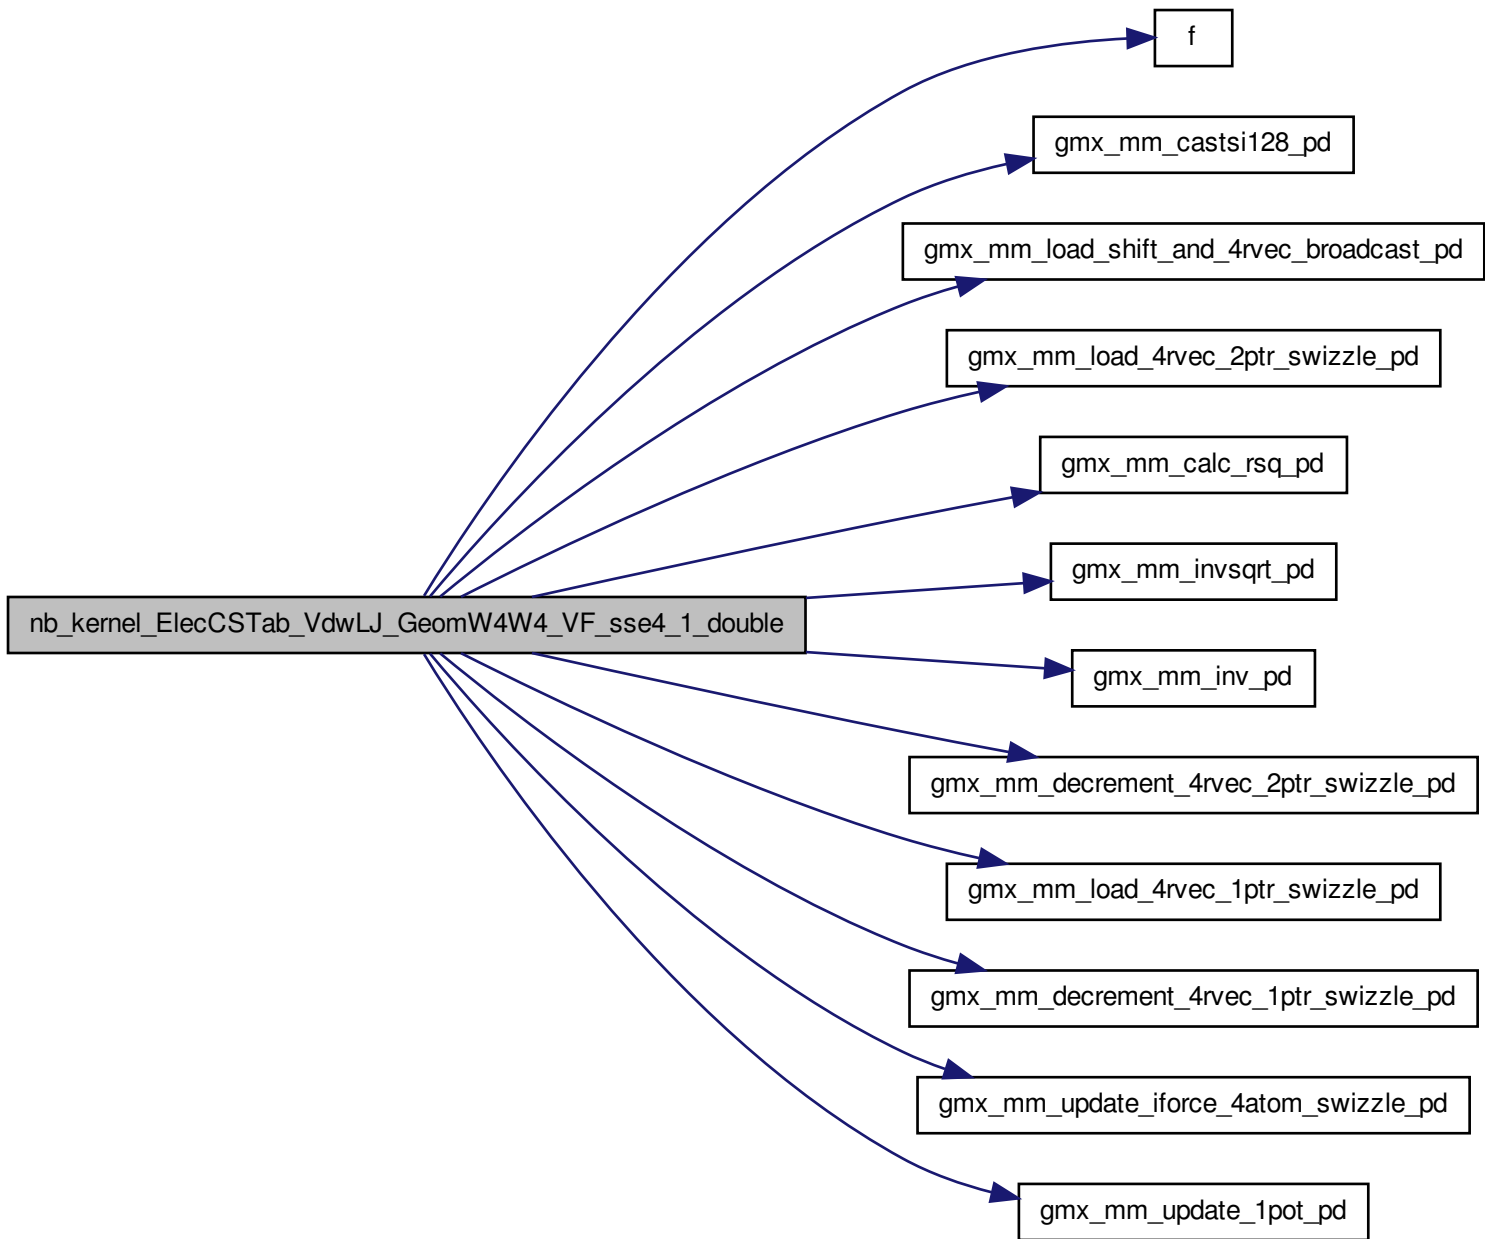 f
gmx_mm_castsi128_pd
gmx_mm_load_shift_and_4rvec_broadcast_pd
gmx_mm_load_4rvec_2ptr_swizzle_pd
gmx_mm_calc_rsq_pd
gmx_mm_invsqrt_pd
nb_kernel_ElecCSTab_VdwLJ_GeomW4W4_VF_sse4_1_double
gmx_mm_inv_pd
gmx_mm_decrement_4rvec_2ptr_swizzle_pd
gmx_mm_load_4rvec_1ptr_swizzle_pd
gmx_mm_decrement_4rvec_1ptr_swizzle_pd
gmx_mm_update_iforce_4atom_swizzle_pd
gmx_mm_update_1pot_pd